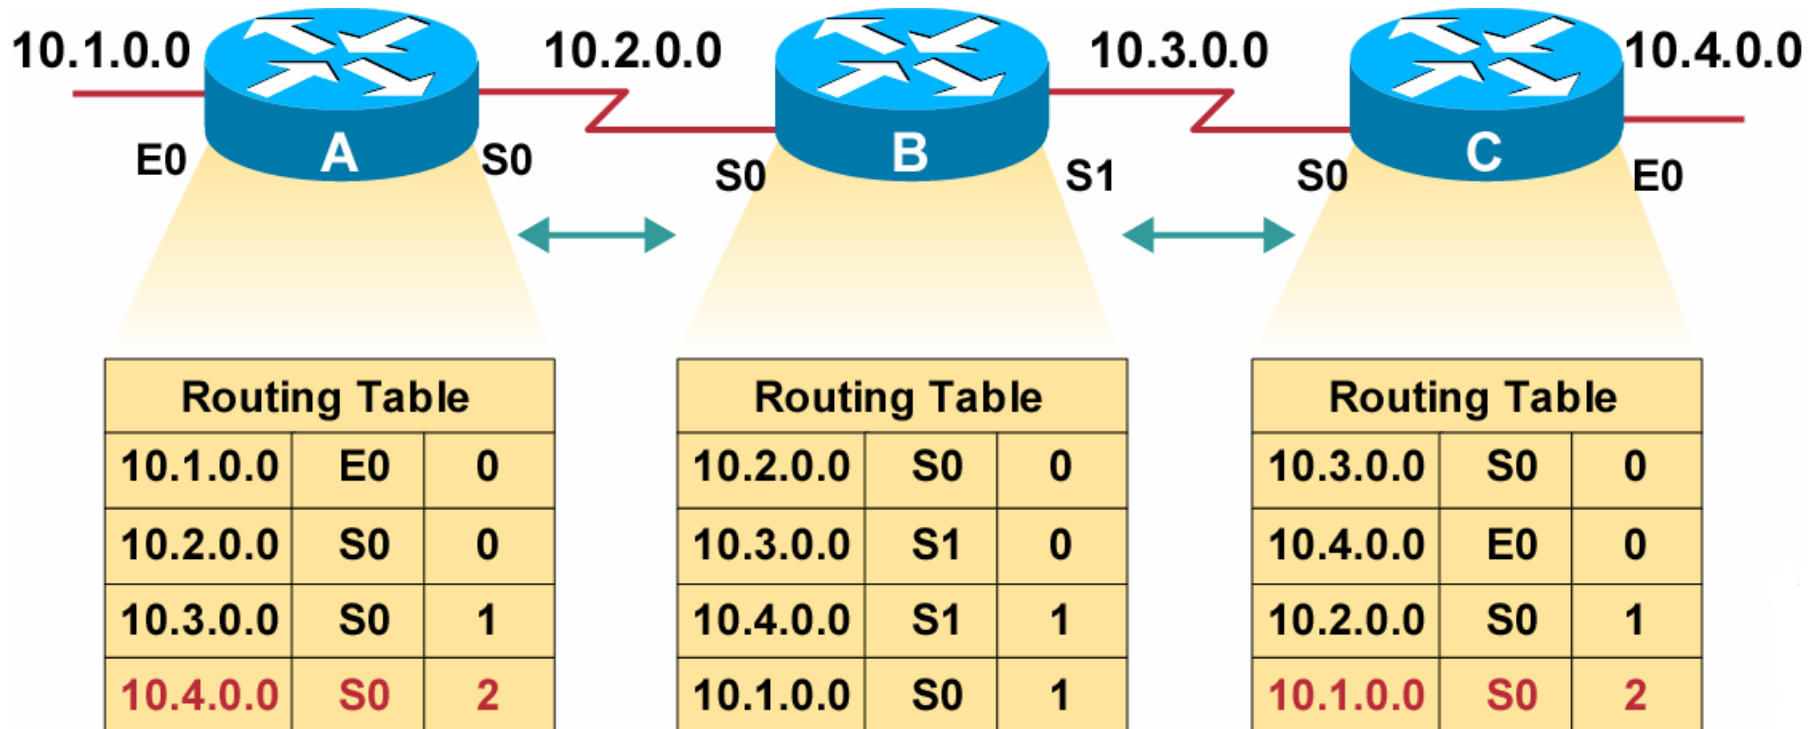 10.1.0.0 10.2.0.0 10.3.0.0 10.4.0.0
A B C
E0 S0 S0 S1 S0 E0
Routing Table
10.1.0.0 E0 0
10.2.0.0 S0 0
10.3.0.0 S0 1
10.4.0.0 S0 2
Routing Table
10.2.0.0 S0 0
10.3.0.0 S1 0
10.4.0.0 S1 1
10.1.0.0 S0 1
Routing Table
10.3.0.0 S0 0
10.4.0.0 E0 0
10.2.0.0 S0 1
10.1.0.0 S0 2